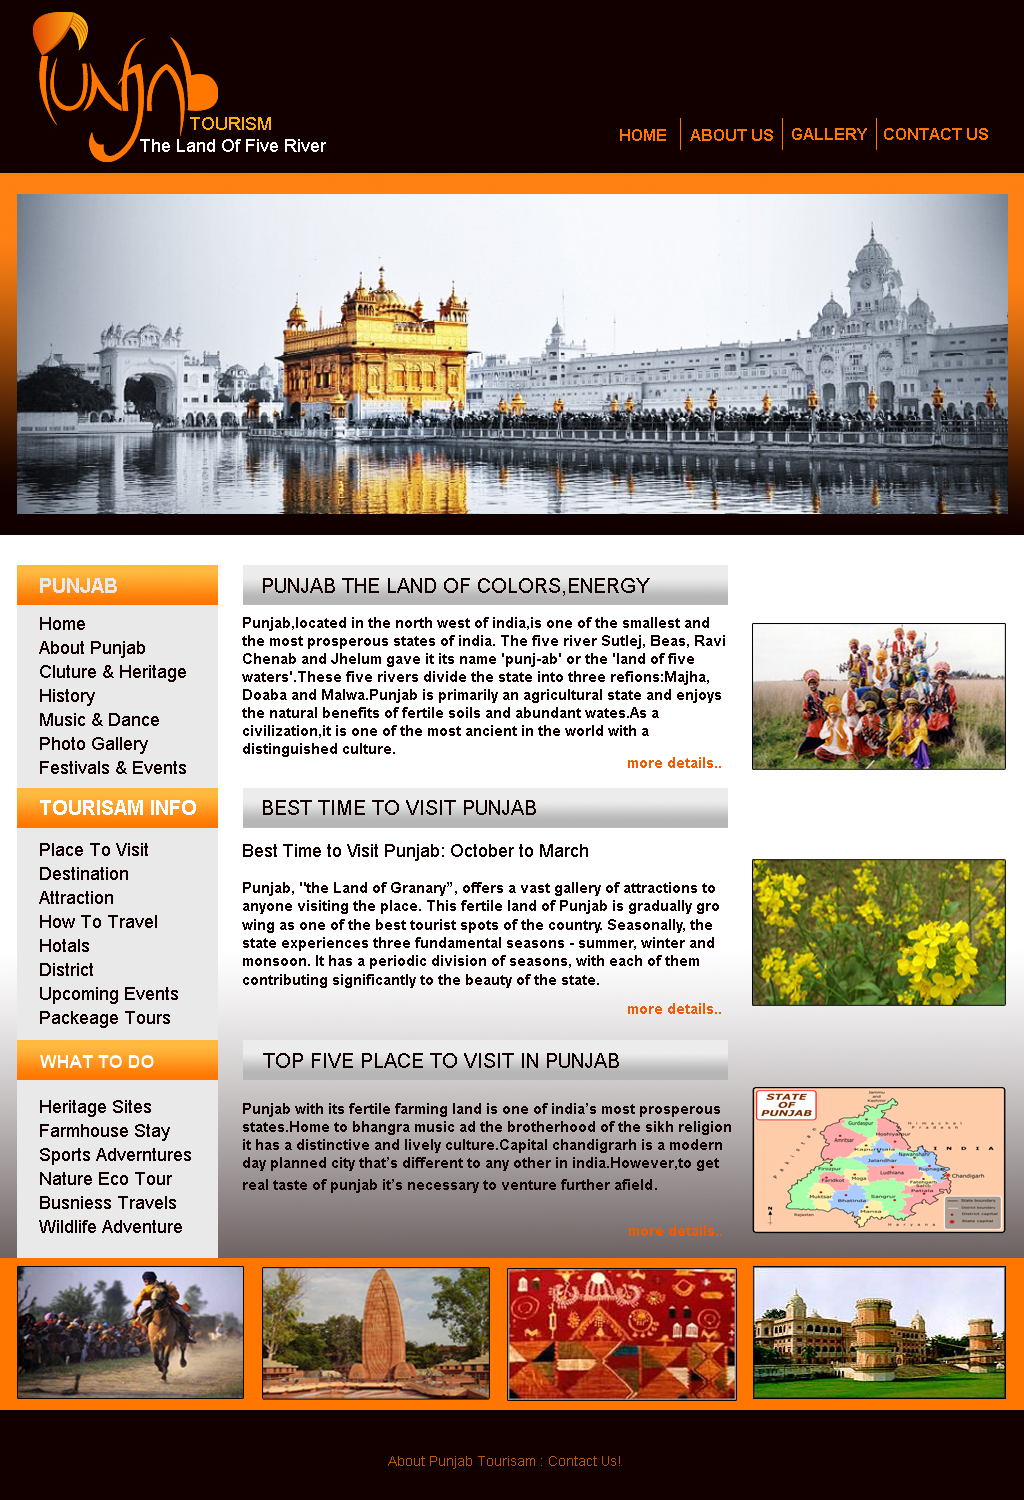 Punjab
TOURISM
The Land Of Five River
HOME
ABOUT US
GALLERY
CONTACT US
PUNJAB
Home
About Punjab
Cluture & Heritage
History
Music & Dance
Photo Gallery
Festivals & Events
TOURISAM INFO
Place To Visit
Destination
Attraction
How To Travel
Hotals
District
Upcoming Events
Packeage Tours
WHAT TO DO
Heritage Sites
Farmhouse Stay
Sports Adverntures
Nature Eco Tour
Busniess Travels
Wildlife Adventure
PUNJAB THE LAND OF COLORS,ENERGY
Punjab,located in the north west of india,is one of the smallest and
the most prosperous states of india. The five river Sutlej, Beas, Ravi
Chenab and Jhelum gave it its name 'punj-ab' or the 'land of five
waters'.These five rivers divide the state into three refions:Majha,
Doaba and Malwa.Punjab is primarily an agricultural state and enjoys
the natural benefits of fertile soils and abundant wates.As a
civilization,it is one of the most ancient in the world with a
distinguished culture.
more details..
BEST TIME TO VISIT PUNJAB
Best Time to Visit Punjab: October to March
Punjab, "the Land of Granary”, offers a vast gallery of attractions to
anyone visiting the place. This fertile land of Punjab is gradually gro
wing as one of the best tourist spots of the country. Seasonally, the
state experiences three fundamental seasons - summer, winter and
monsoon. It has a periodic division of seasons, with each of them
contributing significantly to the beauty of the state.
more details..
TOP FIVE PLACE TO VISIT IN PUNJAB
Punjab with its fertile farming land is one of india’s most prosperous
states.Home to bhangra music ad the brotherhood of the sikh religion
it has a distinctive and lively culture.Capital chandigrarh is a modern
day planned city that’s different to any other in india.However,to get
real taste of punjab it’s necessary to venture further afield.
more details..
STATE
OF
PUNJAB
Jammu
and
Kashmir
Himachal
Pradesh
Gurdaspur
Hoshiyarpur
Amritsar
Kapurthala
INDIA
Nawanshahr
Jalandhar
Rupnagar
Firozpur
Ludhiana
Chandigarh
Moga
Faridkot
Fatehgarh
Sahib
Patiala
Muktsar
Bhatinda
Sangrur
Mansa
Rajastan
Haryana
N
State boundary
District boundary
District capital
State capital
About Punjab Tourisam : Contact Us!